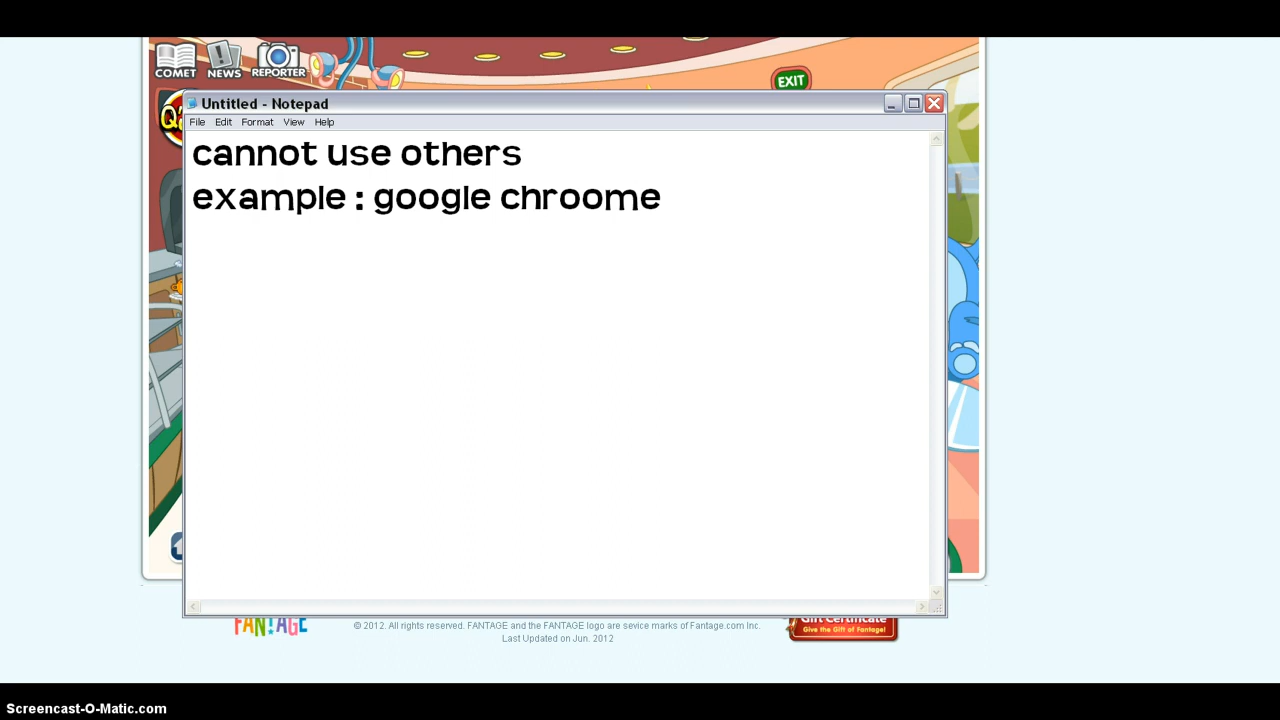 COMET NEWS REPORTER
EXIT
Untitled - Notepad
File Edit Format View Help
cannot use others
example : google chroome
FANTAGE
© 2012. All rights reserved. FANTAGE and the FANTAGE logo are sevice marks of Fantage.com Inc.
Last Updated on Jun. 2012
Gift Certificate
Give the Gift of Fantage!
Screencast-O-Matic.com